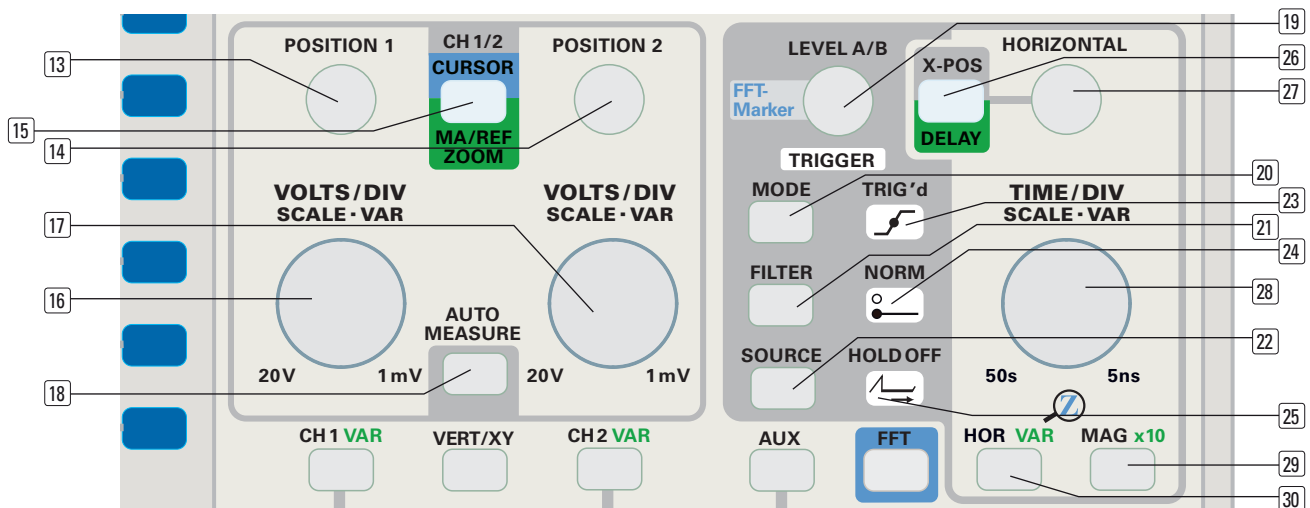 POSITION 1
CH 1/2
CURSOR
MA/REF
ZOOM
POSITION 2
LEVEL A/B
FFT-
Marker
HORIZONTAL
X-POS
DELAY
TRIGGER
VOLTS/DIV
SCALE · VAR
20V 1mV
VOLTS/DIV
SCALE · VAR
20V 1mV
AUTO
MEASURE
MODE
TRIG'd
FILTER
NORM
SOURCE
HOLD OFF
TIME/DIV
SCALE · VAR
50s 5ns
Z
CH 1 VAR
VERT/XY
CH 2 VAR
AUX
FFT
HOR VAR
MAG x10
13
15
14
17
16
18
19
26
27
20
23
21
24
28
22
25
29
30